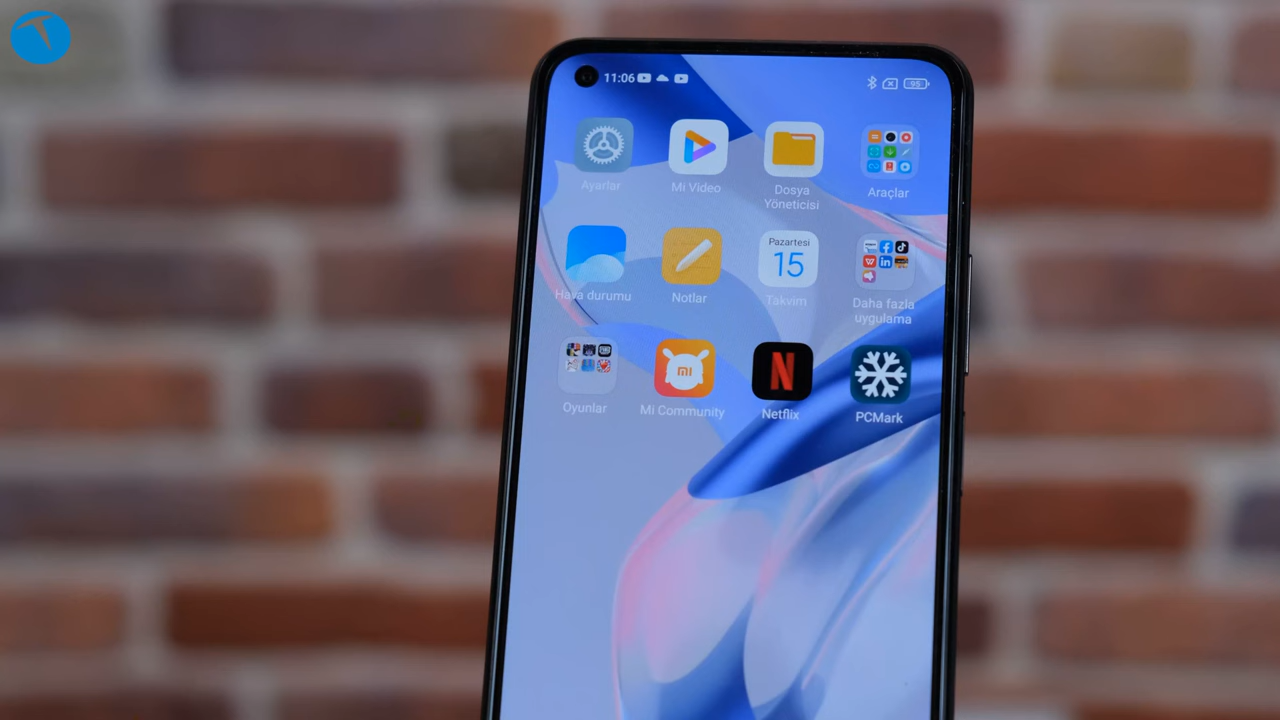 11:06
95
Ayarlar
Mi Video
Dosya
Yöneticisi
Araçlar
Hava durumu
Notlar
Pazartesi
15
Takvim
Daha fazla
uygulama
Oyunlar
mi
Mi Community
N
Netflix
PCMark